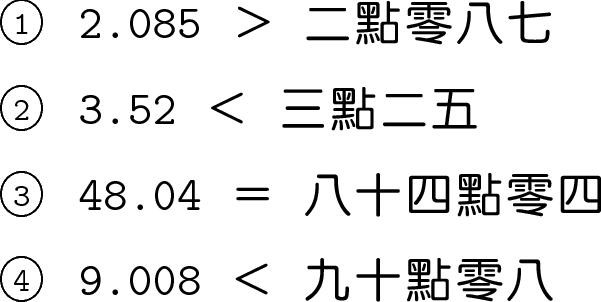 ① 2.085 > 二點零八七
② 3.52 < 三點二五
③ 48.04 = 八十四點零四
④ 9.008 < 九十點零八